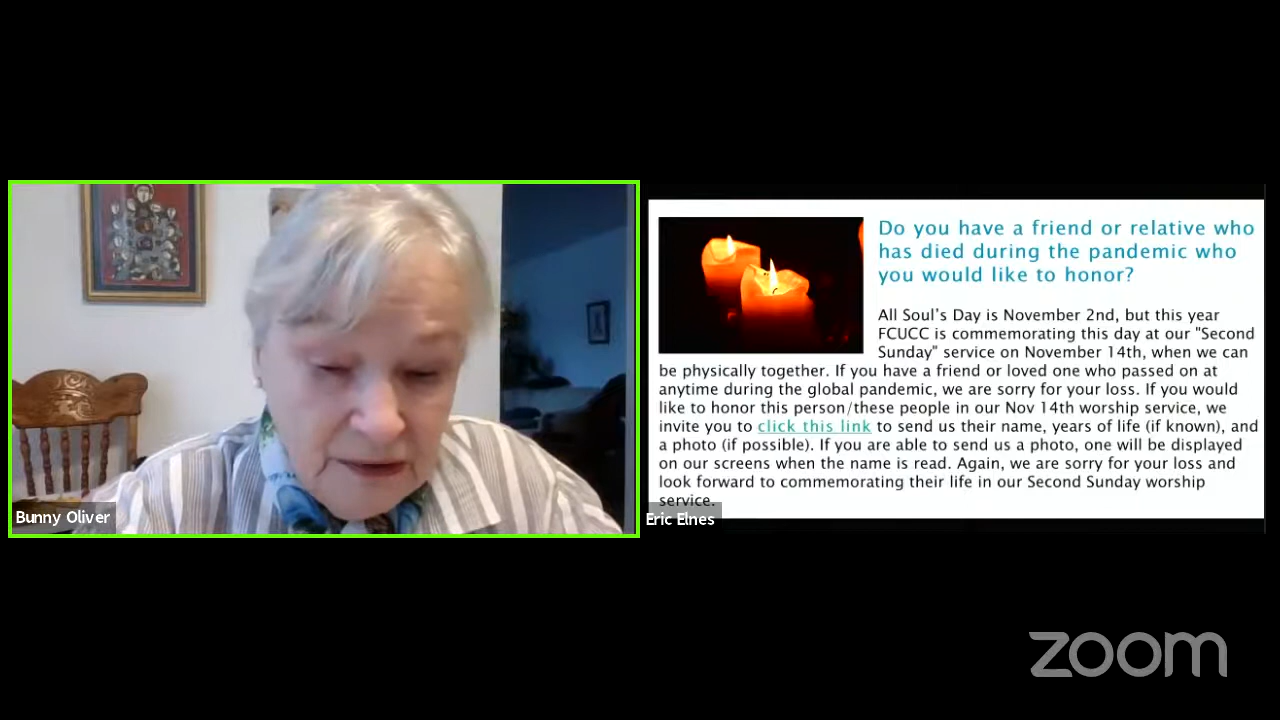 Do you have a friend or relative who
has died during the pandemic who
you would like to honor?
All Soul's Day is November 2nd, but this year
FCUCC is commemorating this day at our "Second
Sunday" service on November 14th, when we can
be physically together. If you have a friend or loved one who passed on at
anytime during the global pandemic, we are sorry for your loss. If you would
like to honor this person/these people in our Nov 14th worship service, we
invite you to click this link to send us their name, years of life (if known), and
a photo (if possible). If you are able to send us a photo, one will be displayed
on our screens when the name is read. Again, we are sorry for your loss and
look forward to commemorating their life in our Second Sunday worship
service.
Bunny Oliver
Eric Elnes
zoom